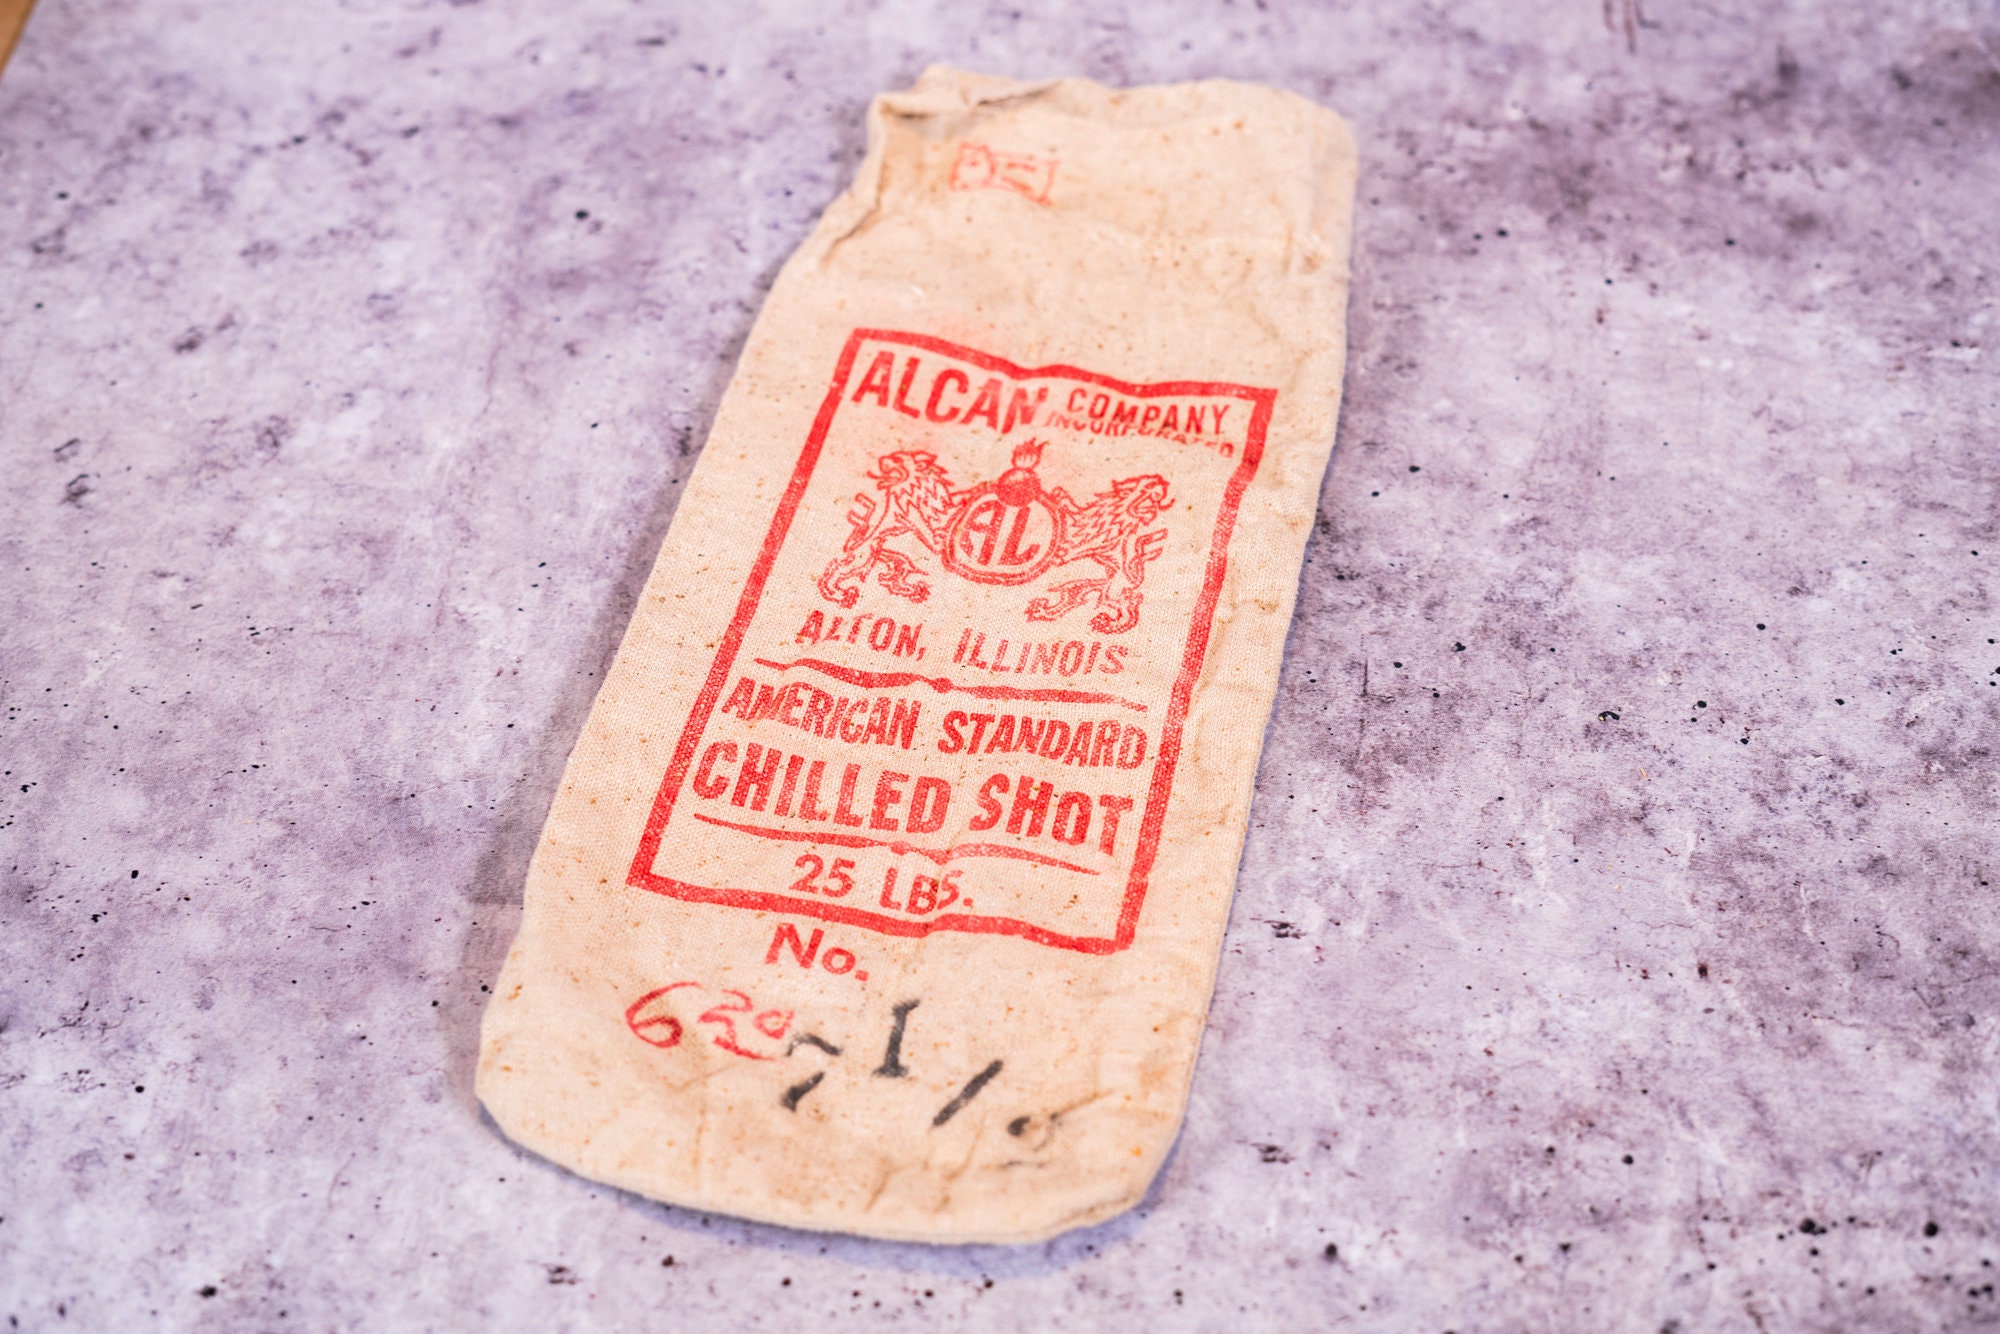 ALCAN COMPANY
INCORPORATED
AL
ALTON, ILLINOIS
AMERICAN STANDARD
CHILLED SHOT
25 LBS.
No.
7 1/2